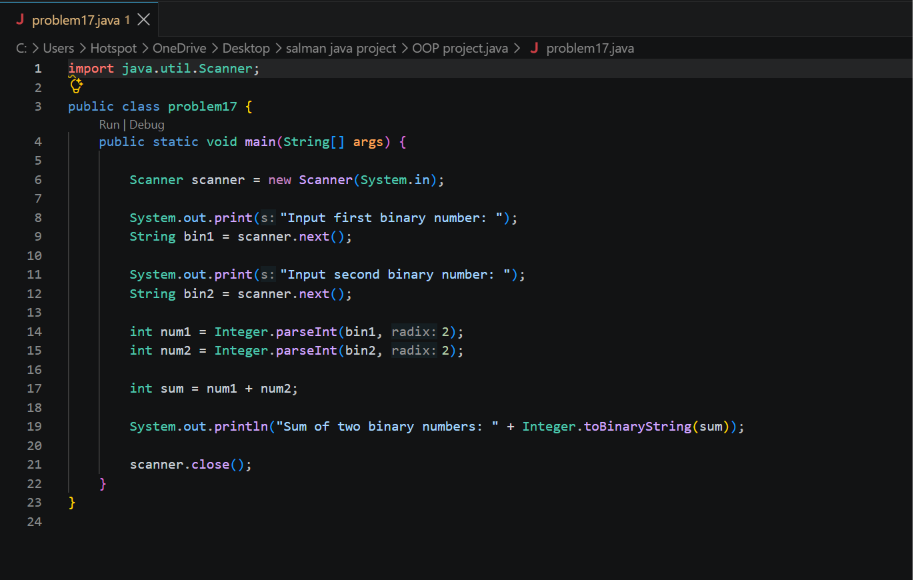 J problem17.java 1 ×
C: > Users > Hotspot > OneDrive > Desktop > salman java project > OOP project.java > J problem17.java
1 import java.util.Scanner;
2
3 public class problem17 {
Run | Debug
4 public static void main(String[] args) {
5
6 Scanner scanner = new Scanner(System.in);
7
8 System.out.print(s: "Input first binary number: ");
9 String bin1 = scanner.next();
10
11 System.out.print(s: "Input second binary number: ");
12 String bin2 = scanner.next();
13
14 int num1 = Integer.parseInt(bin1, radix: 2);
15 int num2 = Integer.parseInt(bin2, radix: 2);
16
17 int sum = num1 + num2;
18
19 System.out.println("Sum of two binary numbers: " + Integer.toBinaryString(sum));
20
21 scanner.close();
22 }
23 }
24